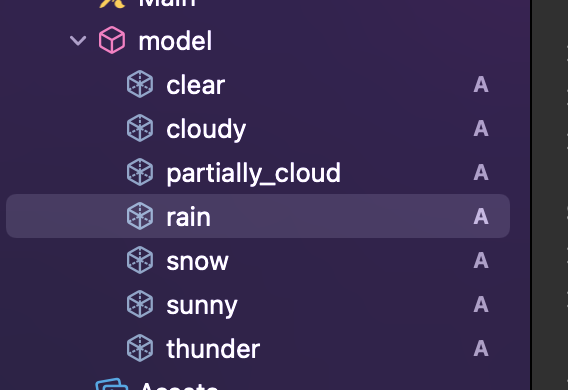 Main
model
clear A
cloudy A
partially_cloud A
rain A
snow A
sunny A
thunder A
Assets